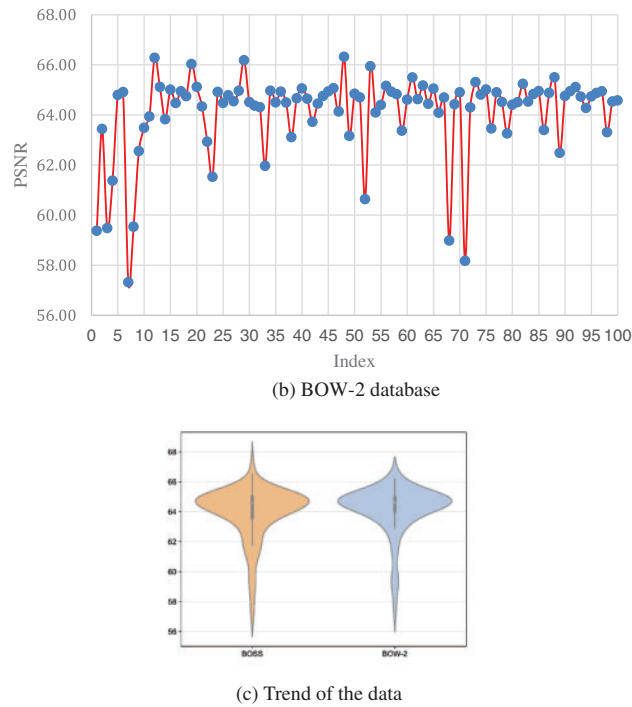 68.00
66.00
64.00
62.00
60.00
58.00
56.00
PSNR
0 5 10 15 20 25 30 35 40 45 50 55 60 65 70 75 80 85 90 95 100
Index
(b) BOW-2 database
68
66
64
62
60
58
56
BOSS BOW-2
(c) Trend of the data